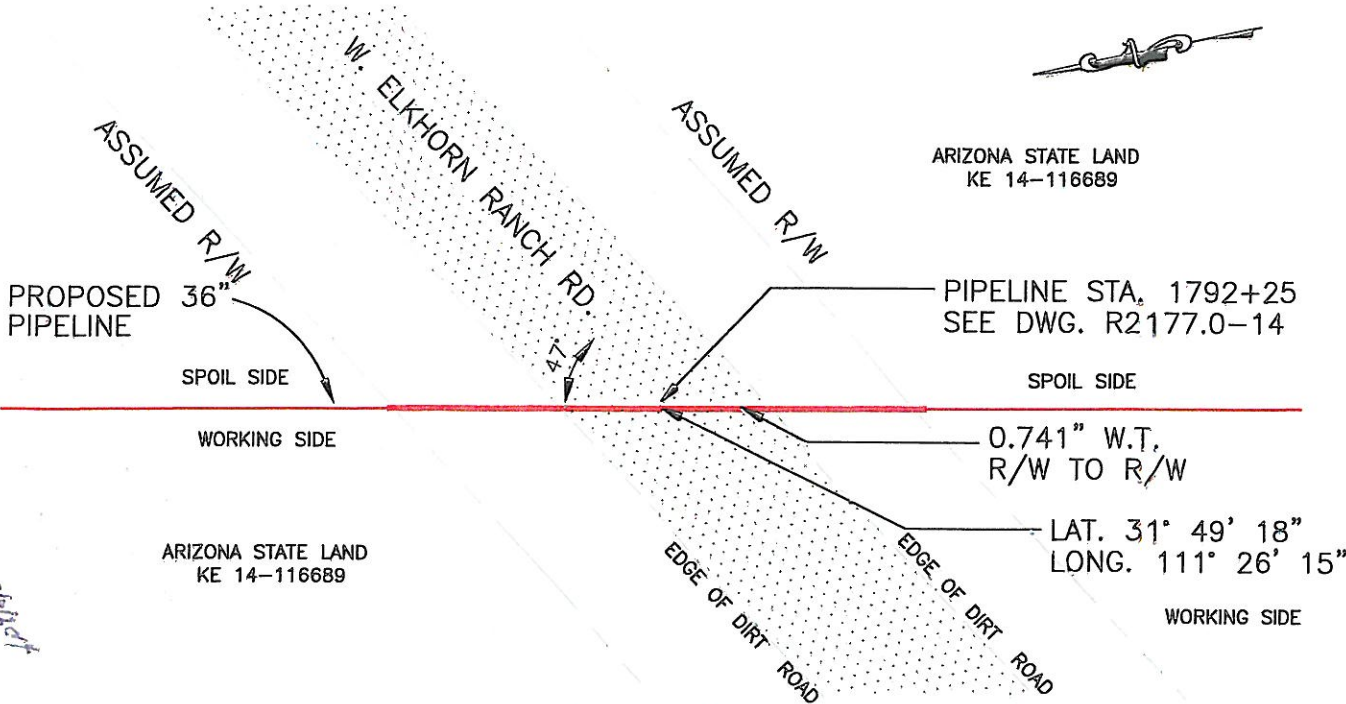 W. ELKHORN RANCH RD.
ASSUMED R/W
ASSUMED R/W
ARIZONA STATE LAND
KE 14-116689
PROPOSED 36"
PIPELINE
PIPELINE STA. 1792+25
SEE DWG. R2177.0-14
47°
SPOIL SIDE
SPOIL SIDE
WORKING SIDE
0.741" W.T.
R/W TO R/W
LAT. 31° 49' 18"
LONG. 111° 26' 15"
ARIZONA STATE LAND
KE 14-116689
EDGE OF DIRT ROAD
EDGE OF DIRT ROAD
WORKING SIDE